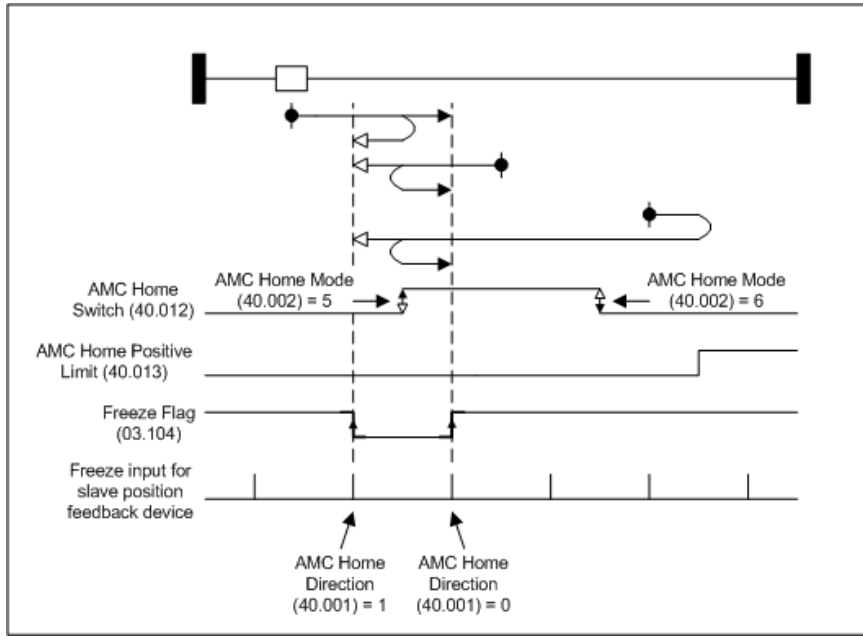 AMC Home
Switch (40.012)
AMC Home Mode
(40.002) = 5
AMC Home Mode
(40.002) = 6
AMC Home Positive
Limit (40.013)
Freeze Flag
(03.104)
Freeze input for
slave position
feedback device
AMC Home
Direction
(40.001) = 1
AMC Home
Direction
(40.001) = 0